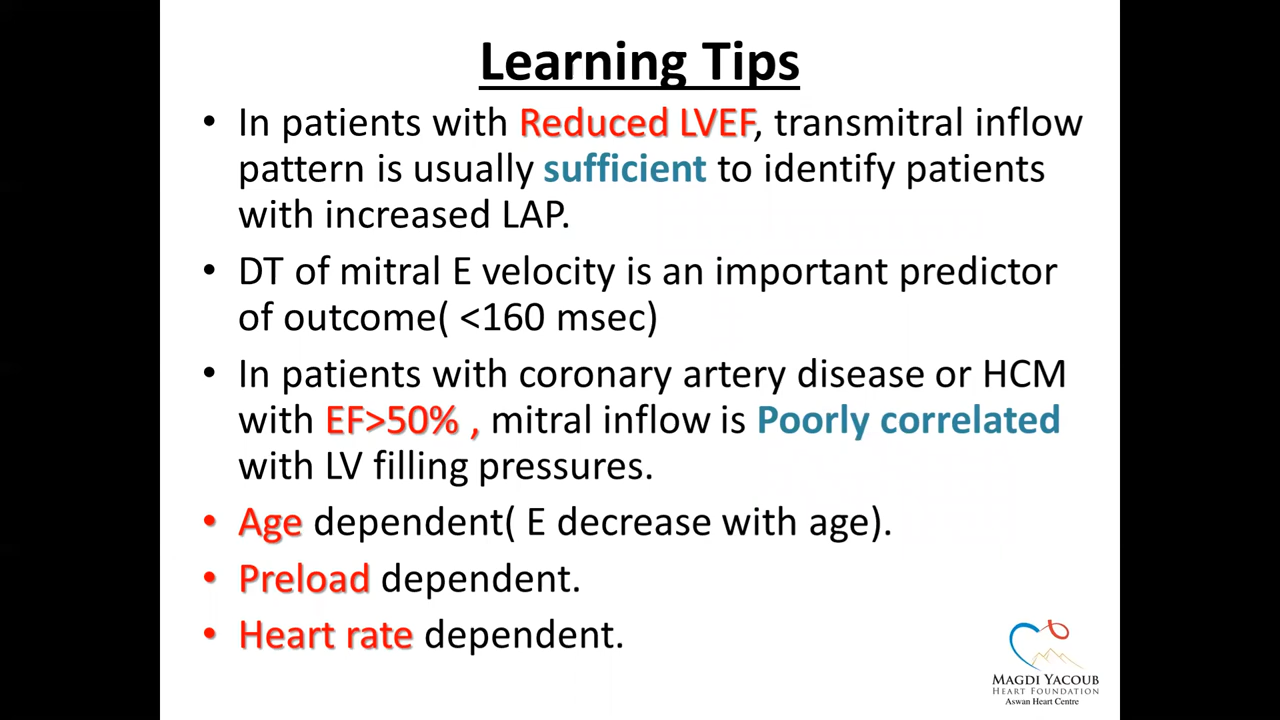 Learning Tips
• In patients with Reduced LVEF, transmitral inflow
pattern is usually sufficient to identify patients
with increased LAP.
• DT of mitral E velocity is an important predictor
of outcome( <160 msec)
• In patients with coronary artery disease or HCM
with EF>50% , mitral inflow is Poorly correlated
with LV filling pressures.
• Age dependent( E decrease with age).
• Preload dependent.
• Heart rate dependent.
MAGDI YACOUB
HEART FOUNDATION
Aswan Heart Centre